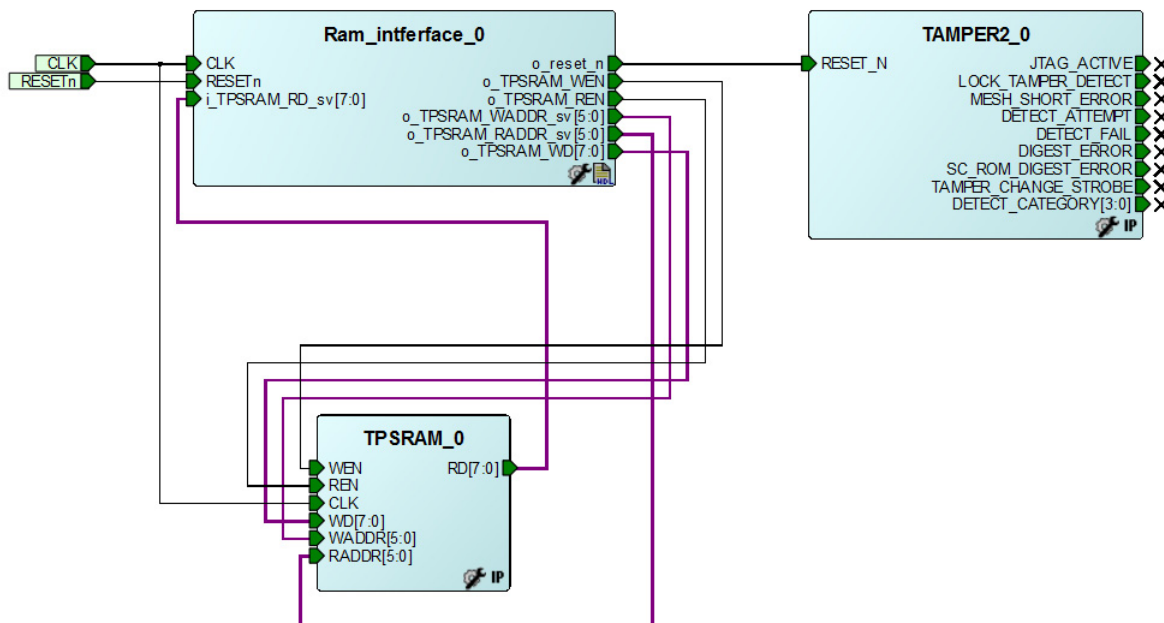 Ram_intferface_0
CLK
RESETn
CLK
RESETn
i_TPSRAM_RD_sv[7:0]
o_reset_n
o_TPSRAM_WEN
o_TPSRAM_REN
o_TPSRAM_WADDR_sv[5:0]
o_TPSRAM_RADDR_sv[5:0]
o_TPSRAM_WD[7:0]
HDL
TAMPER2_0
RESET_N
JTAG_ACTIVE
LOCK_TAMPER_DETECT
MESH_SHORT_ERROR
DETECT_ATTEMPT
DETECT_FAIL
DIGEST_ERROR
SC_ROM_DIGEST_ERROR
TAMPER_CHANGE_STROBE
DETECT_CATEGORY[3:0]
IP
TPSRAM_0
WEN
REN
CLK
WD[7:0]
WADDR[5:0]
RADDR[5:0]
RD[7:0]
IP